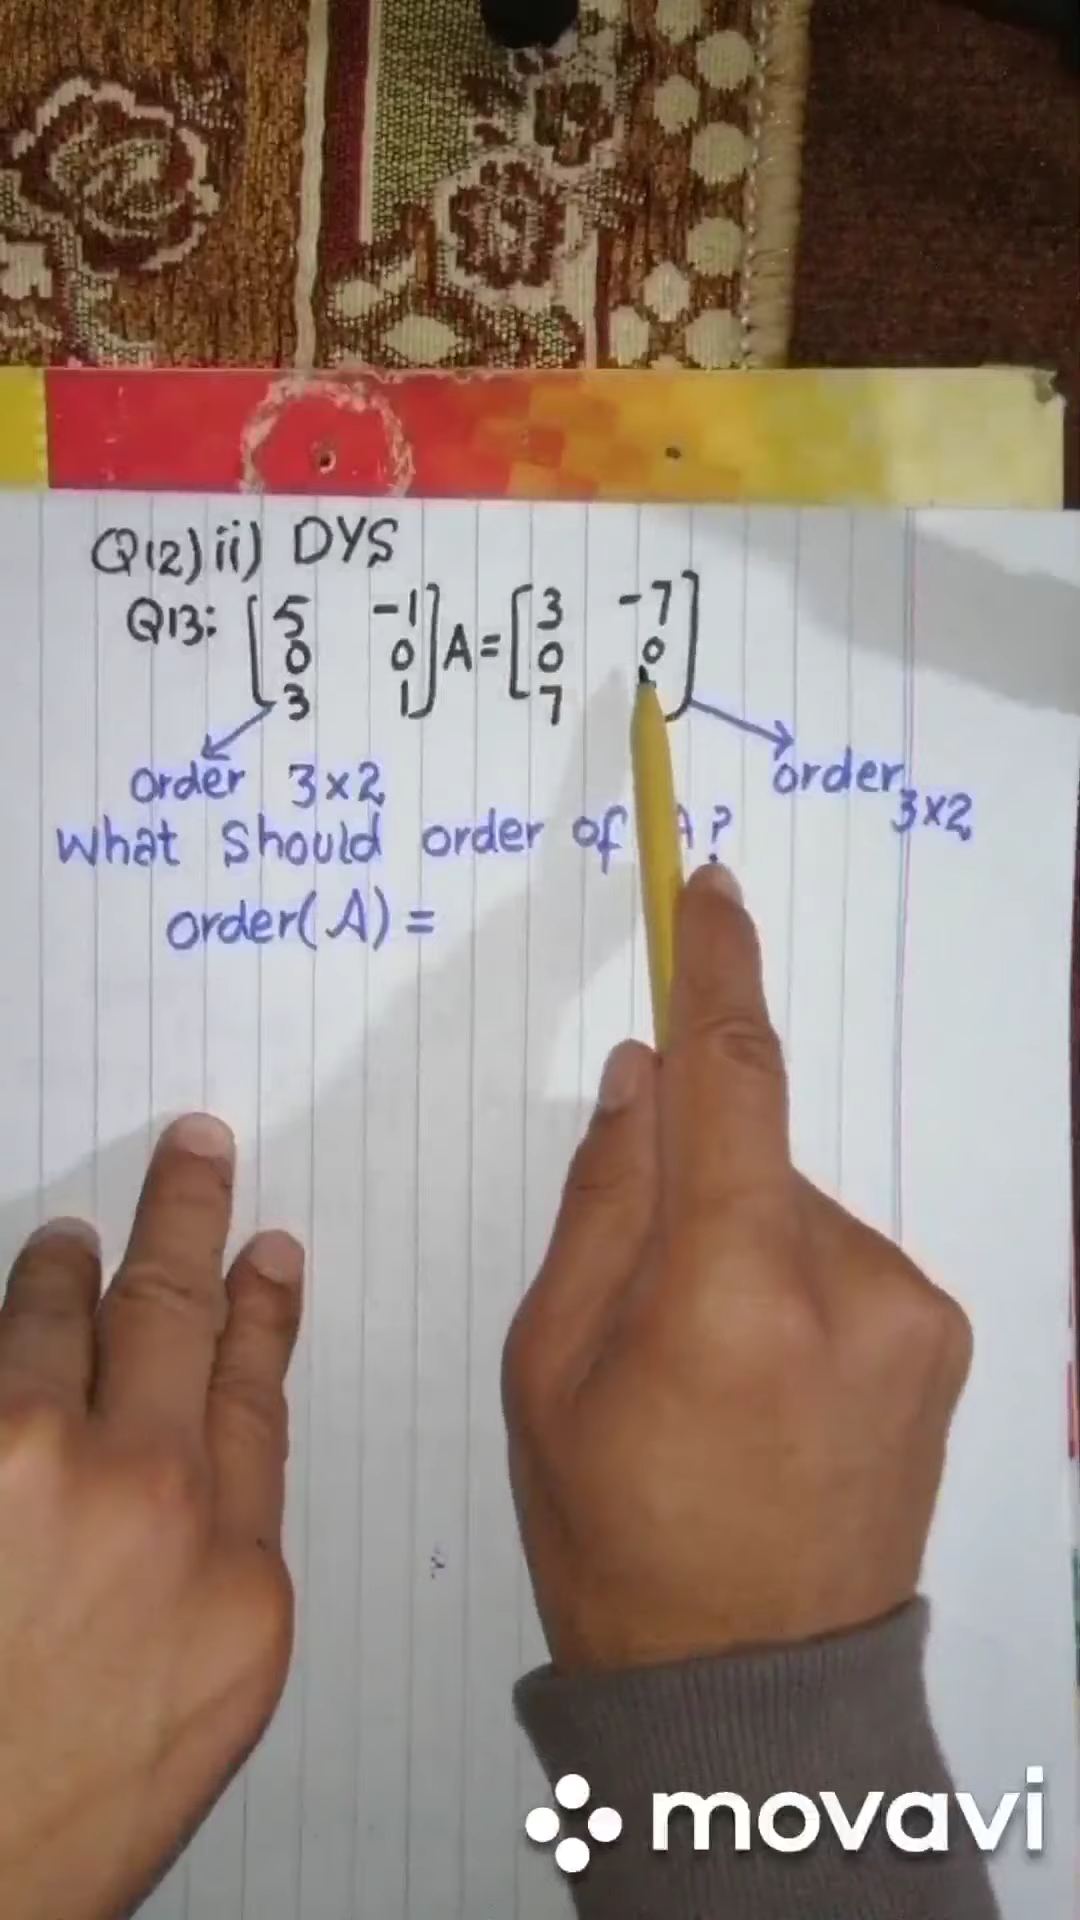 Q12) ii) DYS
Q13: [5 -1] A = [3 -7]
0 0 0 0
3 1 7
order 3×2 order 3×2
What should order of A?
order(A) =
movavi